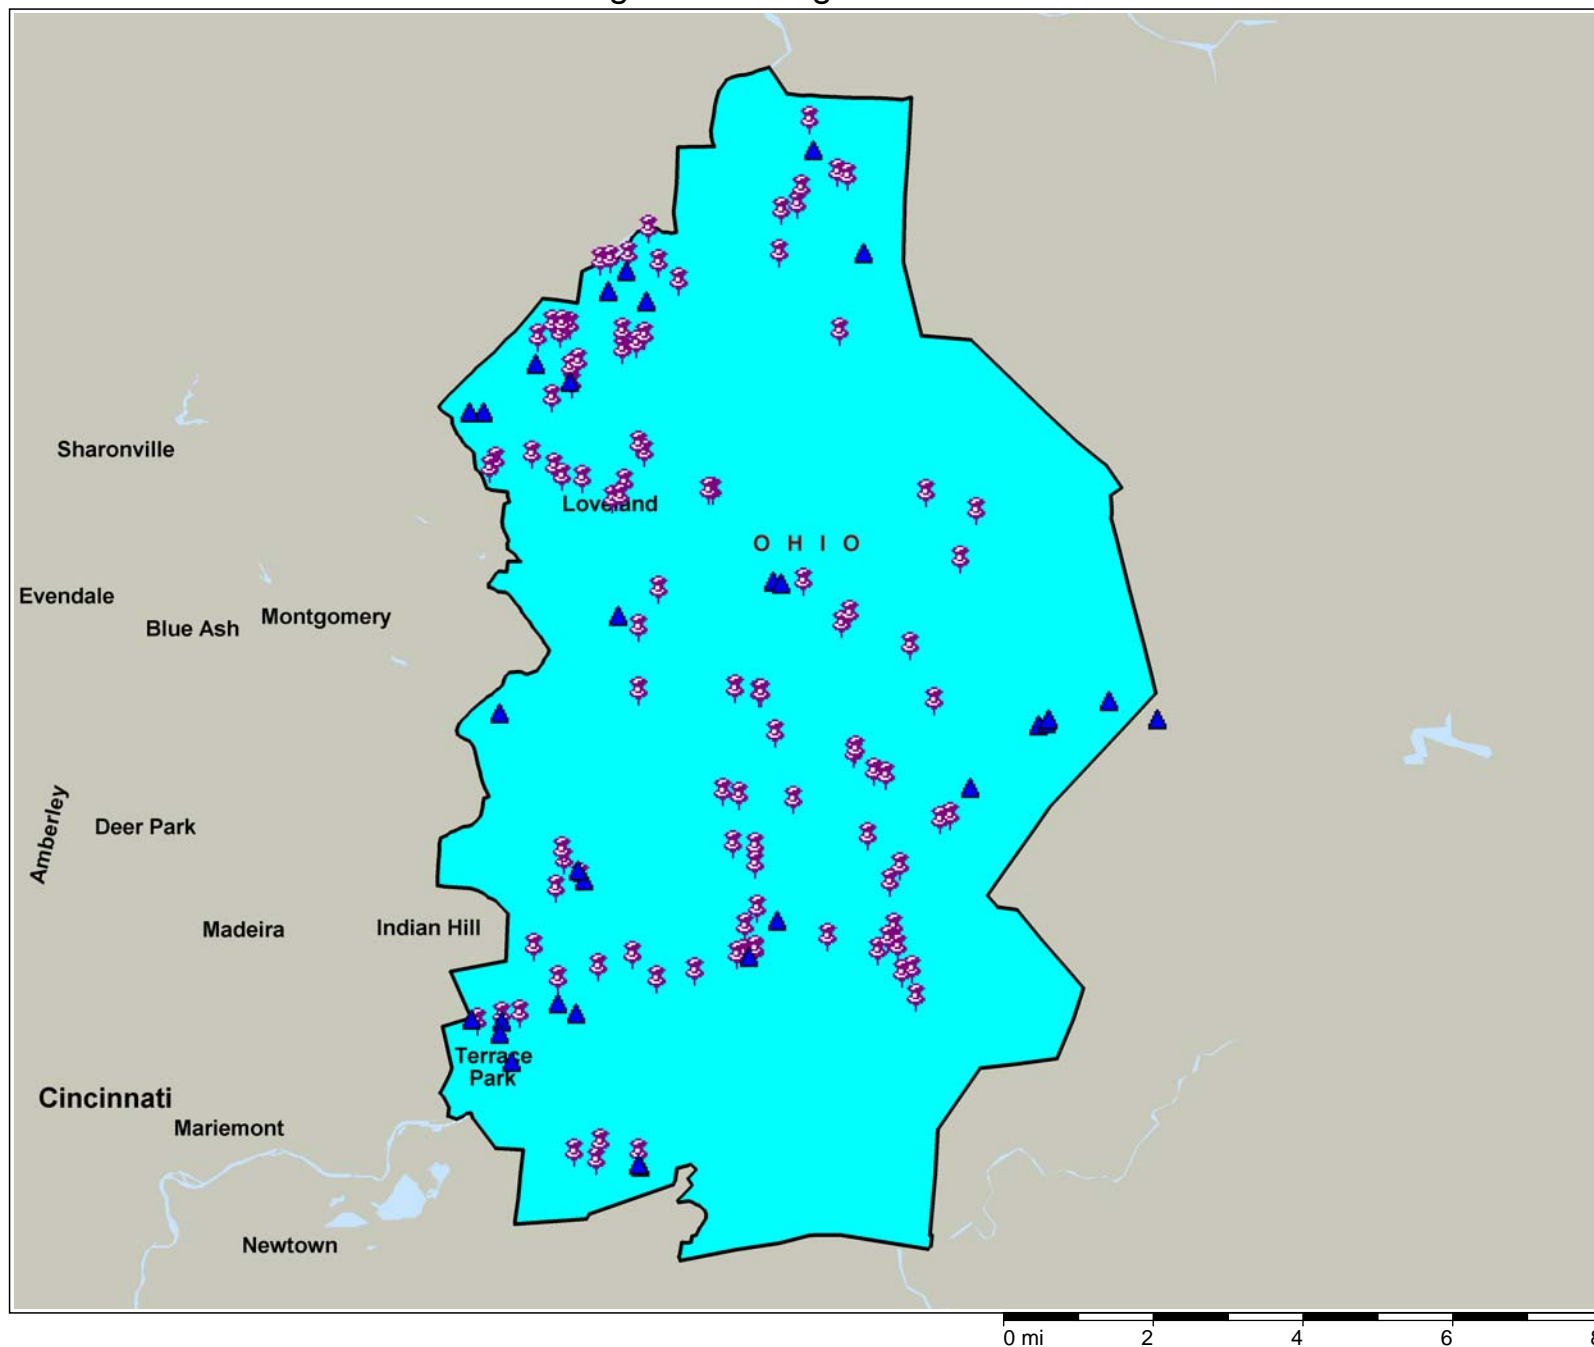 Sharonville
Loveland
O H I O
Evendale
Blue Ash
Montgomery
Amberley
Deer Park
Madeira
Indian Hill
Terrace
Park
Cincinnati
Mariemont
Newtown
0 mi 2 4 6 8